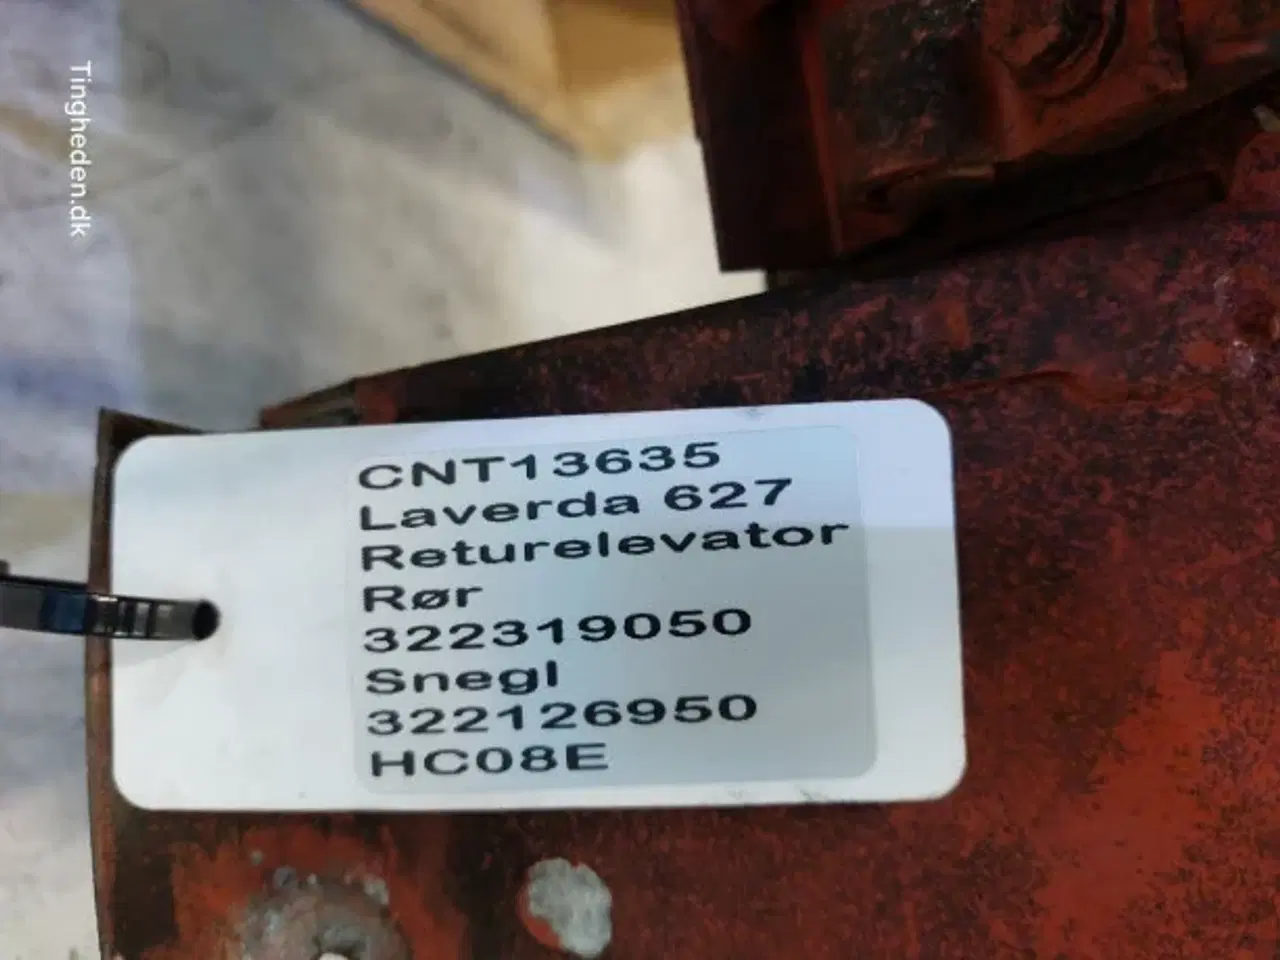 Tingheden.dk
CNT13635
Laverda 627
Returelevator
Rør
322319050
Snegl
322126950
HC08E